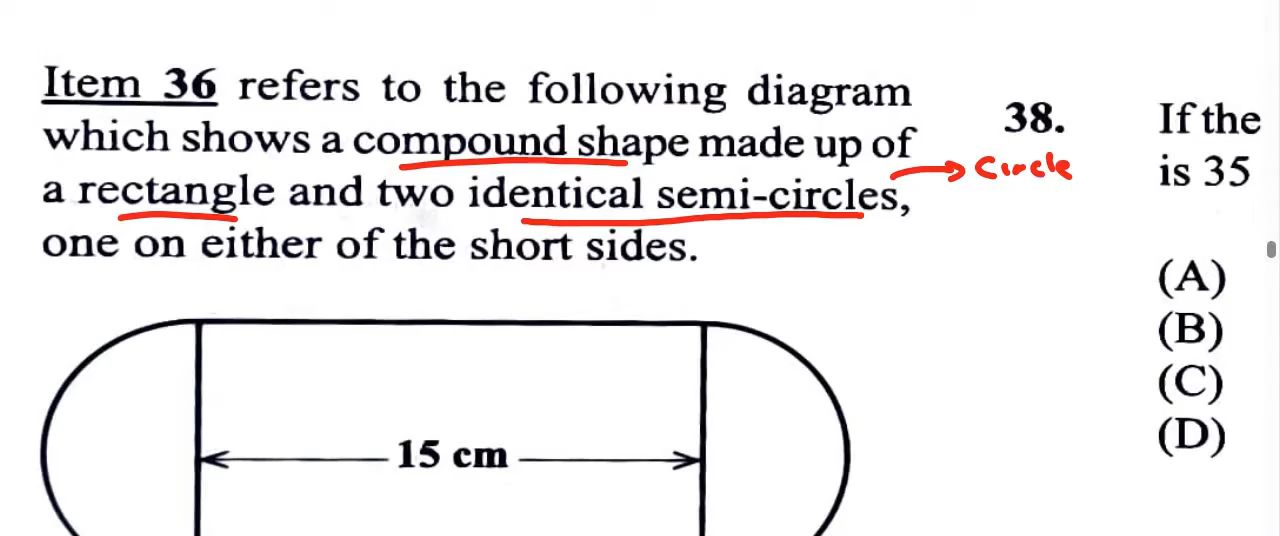 Item 36 refers to the following diagram
which shows a compound shape made up of
a rectangle and two identical semi-circles,
one on either of the short sides.
Circle
15 cm
38.
If the
is 35
(A)
(B)
(C)
(D)